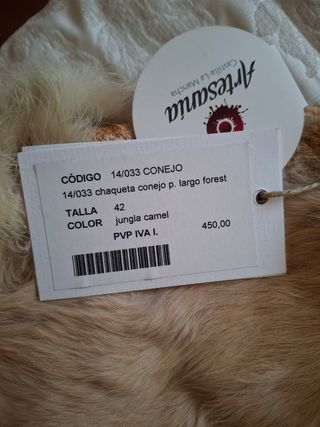 Artesanía
Castilla-La Mancha
CÓDIGO 14/033 CONEJO
14/033 chaqueta conejo p. largo forest
TALLA 42
COLOR jungla camel
PVP IVA I. 450,00